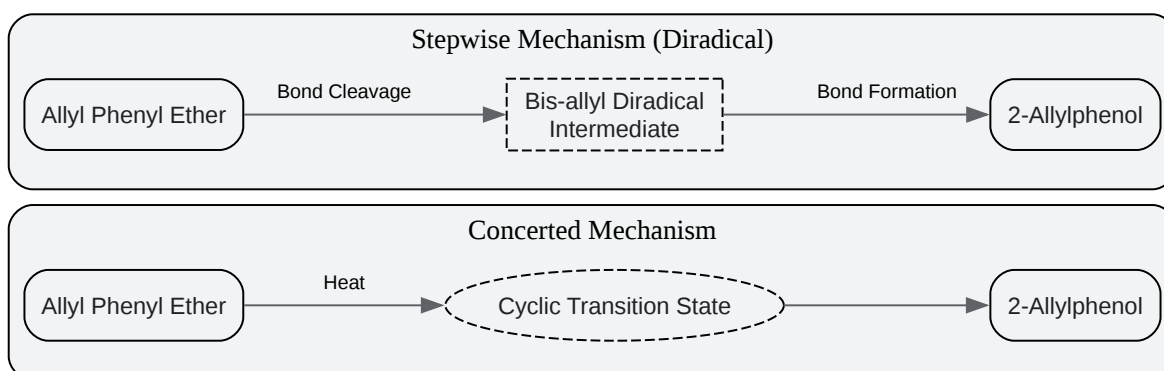 Stepwise Mechanism (Diradical)
Allyl Phenyl Ether
Bond Cleavage
Bis-allyl Diradical
Intermediate
Bond Formation
2-Allylphenol
Concerted Mechanism
Allyl Phenyl Ether
Heat
Cyclic Transition State
2-Allylphenol